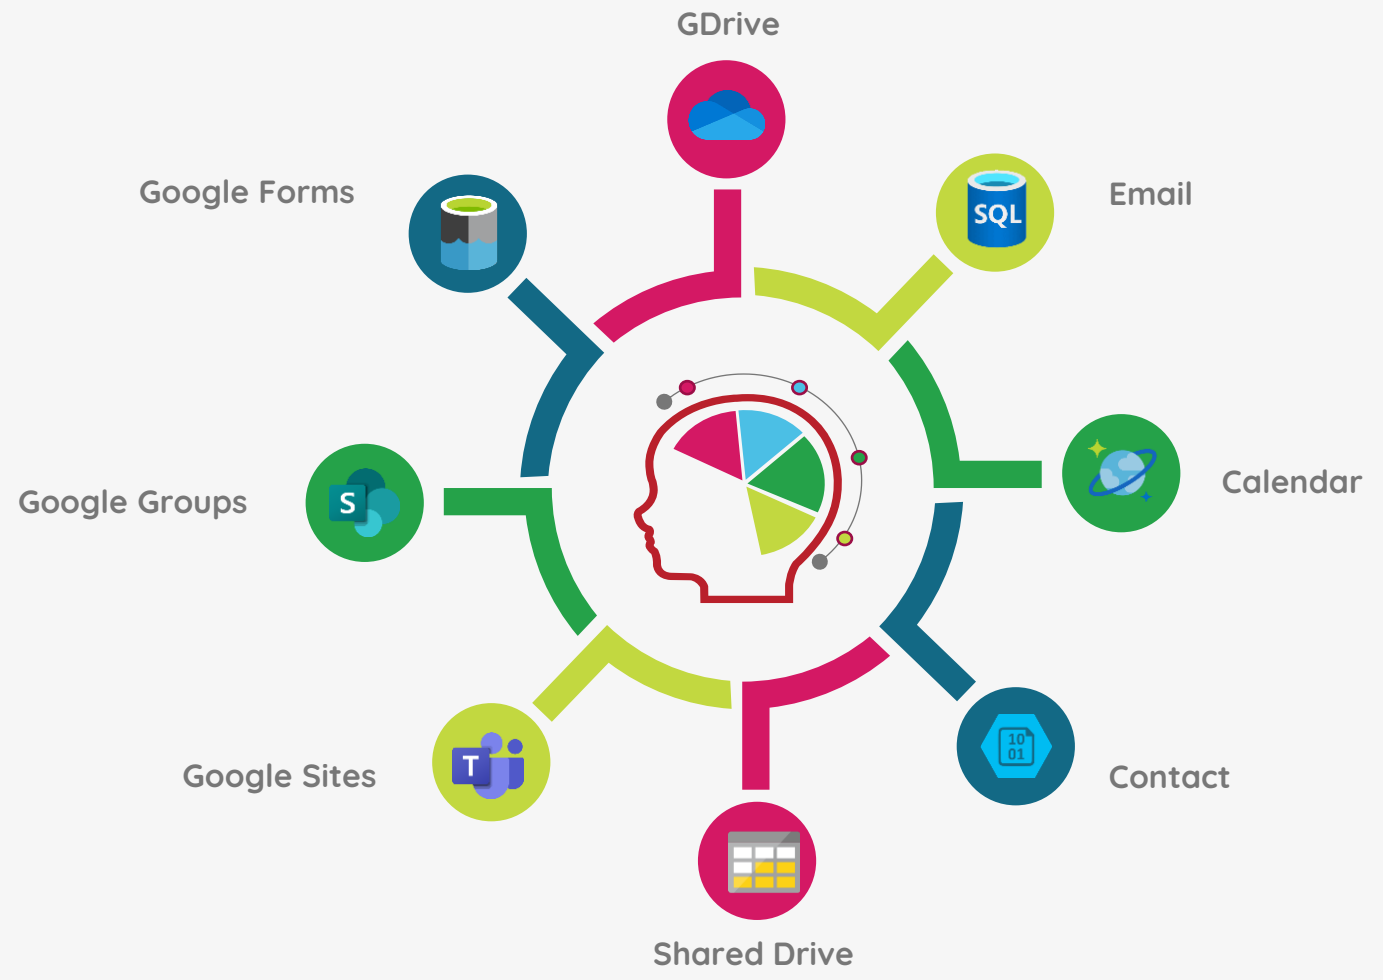 GDrive
Google Forms
Email
SQL
Google Groups
S
Calendar
Google Sites
T
10
01
Contact
Shared Drive